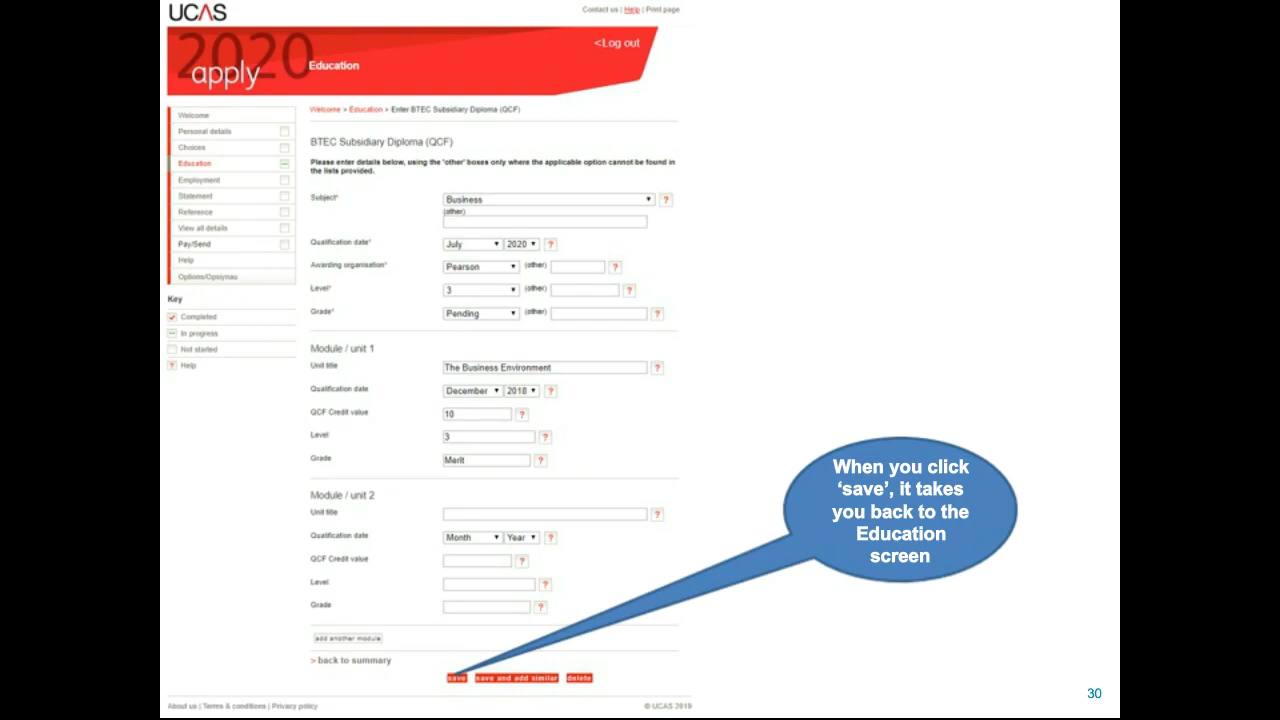 UCAS
Contact us | Help | Print page
2020
apply
<Log out
Education
Welcome > Education > Enter BTEC Subsidiary Diploma (QCF)
Welcome
Personal details
Choices
Education
Employment
Statement
Reference
View all details
Pay/Send
Help
Options/Opsiynau
Key
Completed
In progress
Not started
? Help
BTEC Subsidiary Diploma (QCF)
Please enter details below, using the 'other' boxes only where the applicable option cannot be found in
the lists provided.
Subject* Business ?
(other)
Qualification date* July 2020 ?
Awarding organisation* Pearson (other) ?
Level* 3 (other) ?
Grade* Pending (other) ?
Module / unit 1
Unit title The Business Environment ?
Qualification date December 2018 ?
QCF Credit value 10 ?
Level 3 ?
Grade Merit ?
Module / unit 2
Unit title ?
Qualification date Month Year ?
QCF Credit value ?
Level ?
Grade ?
add another module
> back to summary
save save and add similar delete
About us | Terms & conditions | Privacy policy
© UCAS 2019
When you click
‘save’, it takes
you back to the
Education
screen
30